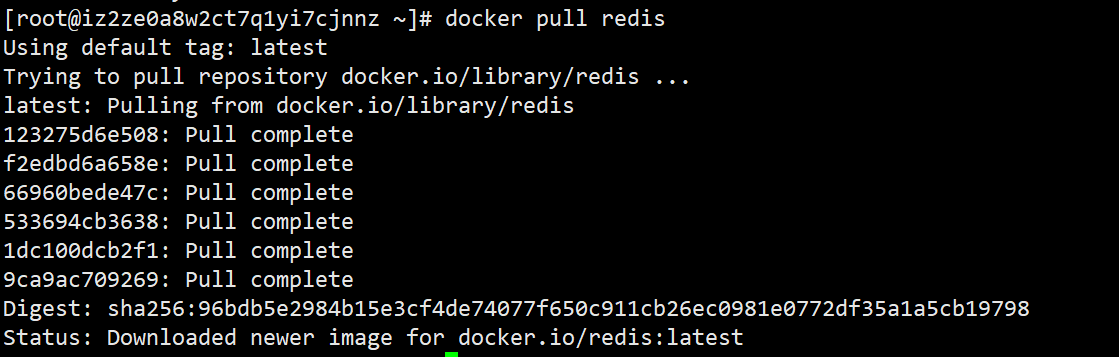 [root@iz2ze0a8w2ct7q1yi7cjnnz ~]# docker pull redis
Using default tag: latest
Trying to pull repository docker.io/library/redis ...
latest: Pulling from docker.io/library/redis
123275d6e508: Pull complete
f2edbd6a658e: Pull complete
66960bede47c: Pull complete
533694cb3638: Pull complete
1dc100dcb2f1: Pull complete
9ca9ac709269: Pull complete
Digest: sha256:96bdb5e2984b15e3cf4de74077f650c911cb26ec0981e0772df35a1a5cb19798
Status: Downloaded newer image for docker.io/redis:latest